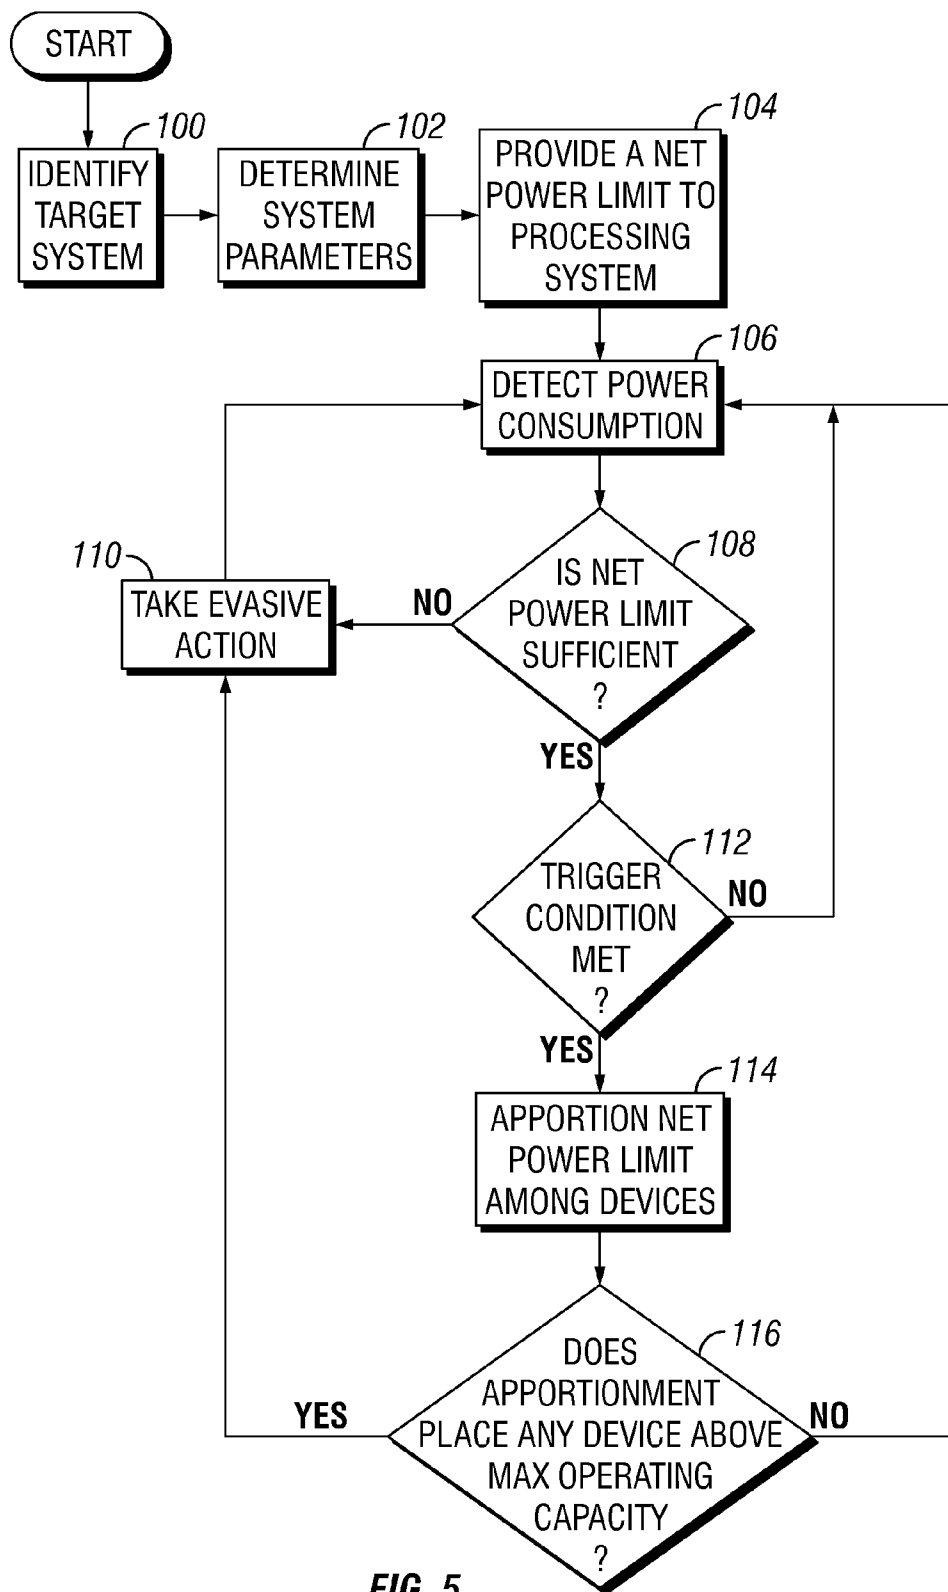 START
100
IDENTIFY
TARGET
SYSTEM
102
DETERMINE
SYSTEM
PARAMETERS
104
PROVIDE A NET
POWER LIMIT TO
PROCESSING
SYSTEM
106
DETECT POWER
CONSUMPTION
108
IS NET
POWER LIMIT
SUFFICIENT
?
NO
110
TAKE EVASIVE
ACTION
YES
112
TRIGGER
CONDITION
MET
?
NO
YES
114
APPORTION NET
POWER LIMIT
AMONG DEVICES
116
DOES
APPORTIONMENT
PLACE ANY DEVICE ABOVE
MAX OPERATING
CAPACITY
?
YES
NO
FIG. 5